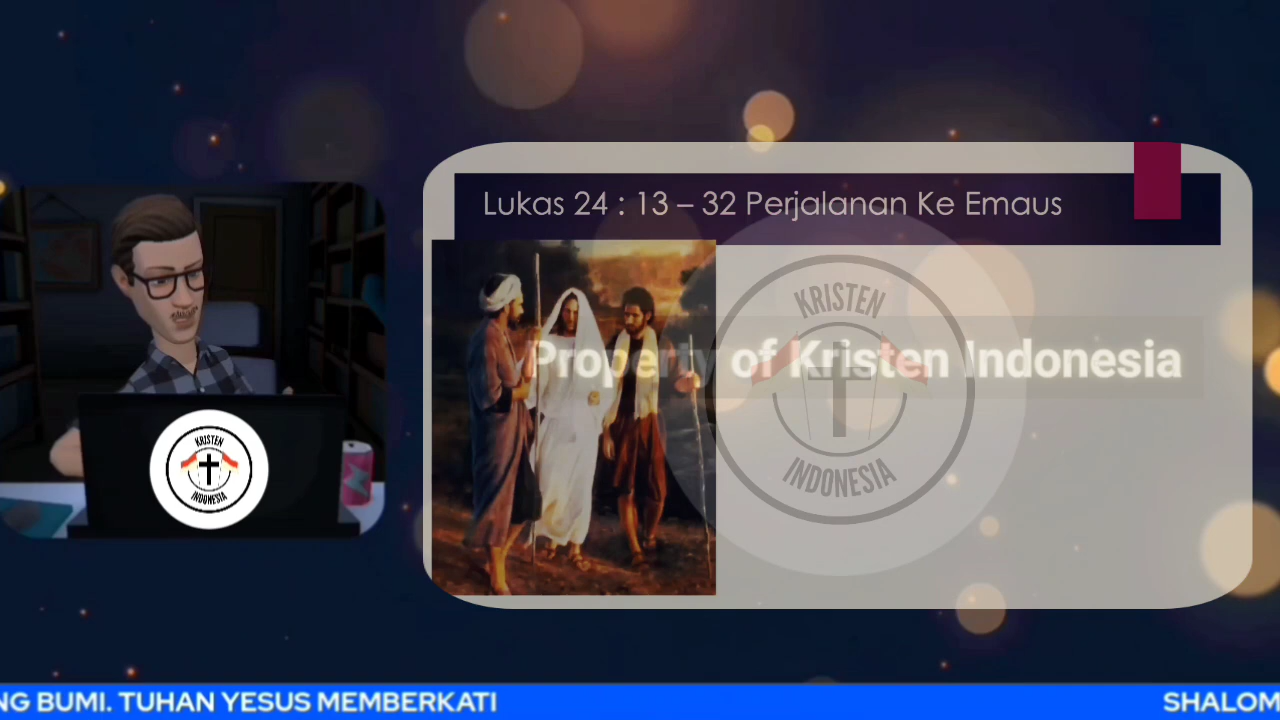 Lukas 24 : 13 – 32 Perjalanan Ke Emaus
KRISTEN
Property of Kristen Indonesia
INDONESIA
KRISTEN
INDONESIA
NG BUMI. TUHAN YESUS MEMBERKATI
SHALOM